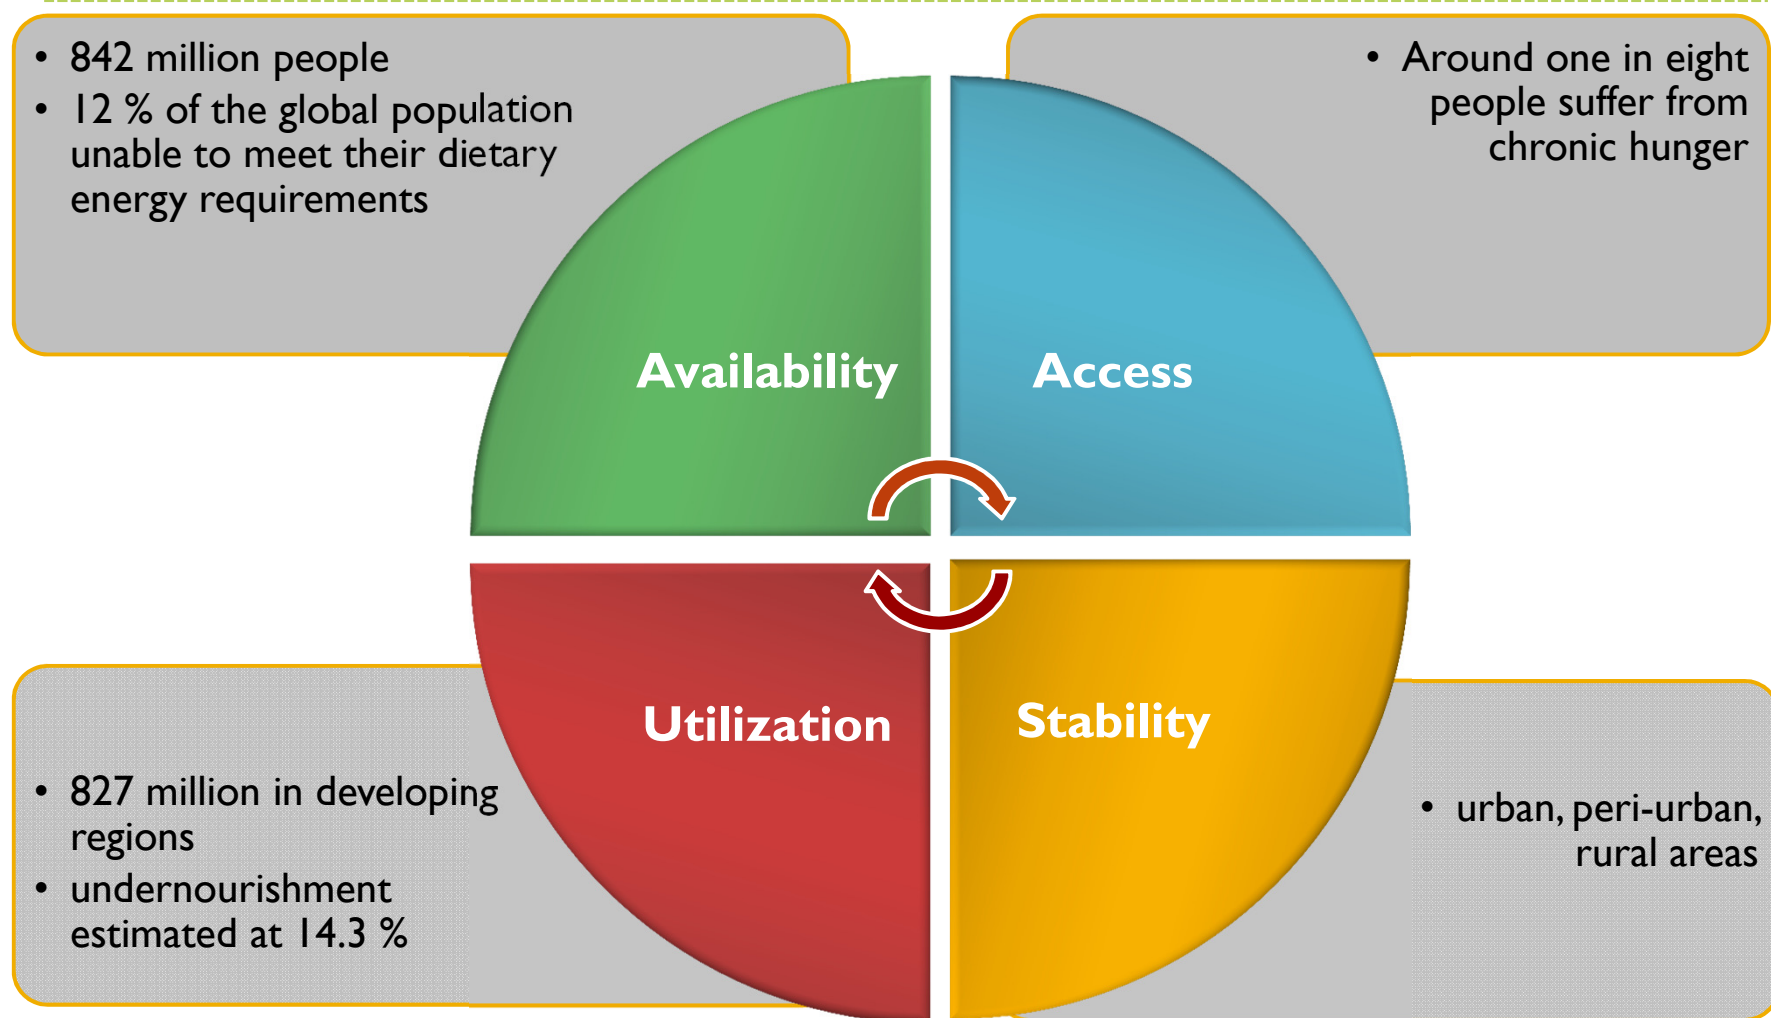 • 842 million people
• 12 % of the global population
unable to meet their dietary
energy requirements
• Around one in eight
people suffer from
chronic hunger
Availability
Access
Utilization
Stability
• 827 million in developing
regions
• undernourishment
estimated at 14.3 %
• urban, peri-urban,
rural areas